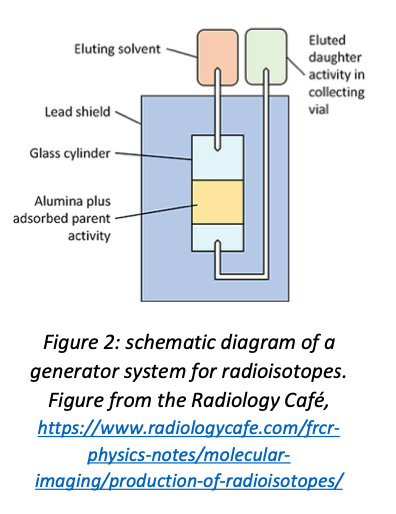 Eluting solvent
Eluted
daughter
activity in
collecting
vial
Lead shield
Glass cylinder
Alumina plus
adsorbed parent
activity
Figure 2: schematic diagram of a
generator system for radioisotopes.
Figure from the Radiology Café,
https://www.radiologycafe.com/frcr-
physics-notes/molecular-
imaging/production-of-radioisotopes/